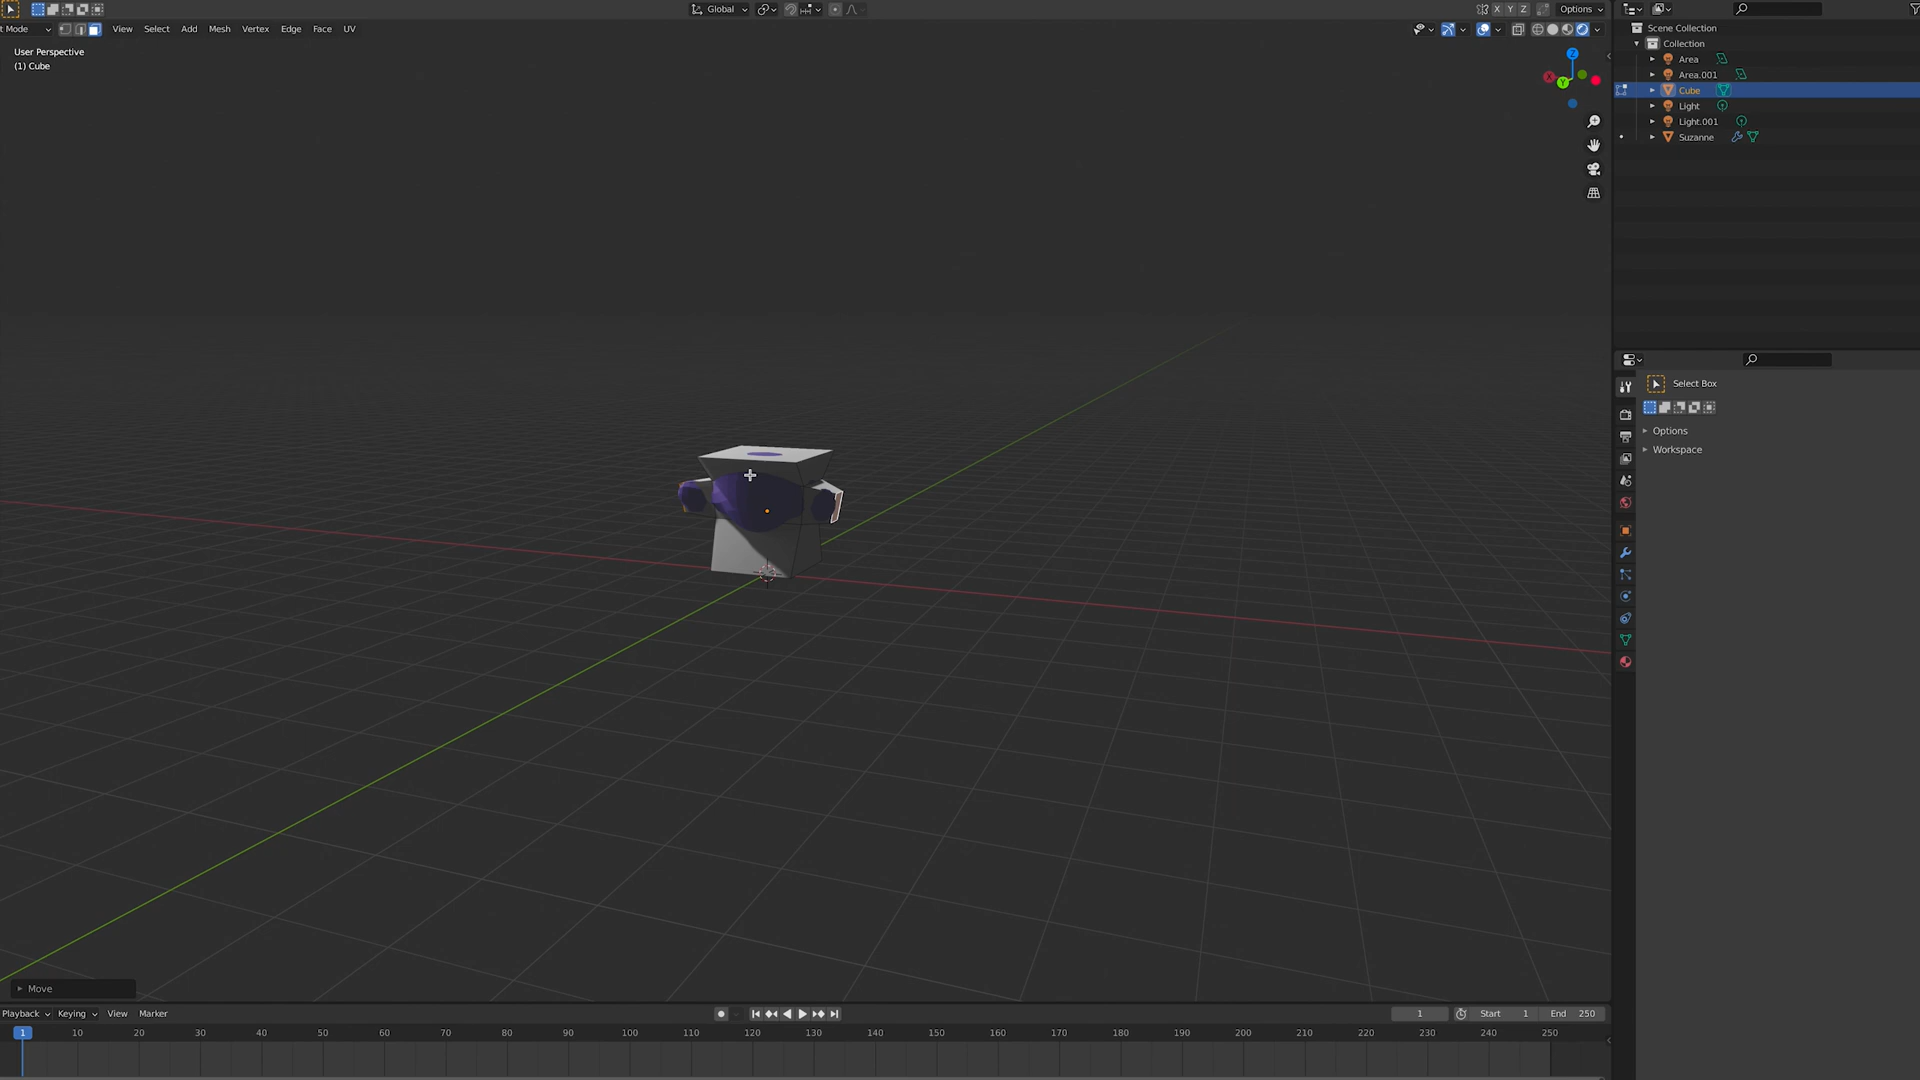 Global X Y Z Options
t Mode View Select Add Mesh Vertex Edge Face UV
User Perspective
(1) Cube
Z
X
Y
Scene Collection
Collection
Area
Area.001
Cube
Light
Light.001
Suzanne
Select Box
Options
Workspace
Move
Playback Keying View Marker 1 Start 1 End 250
1 10 20 30 40 50 60 70 80 90 100 110 120 130 140 150 160 170 180 190 200 210 220 230 240 250